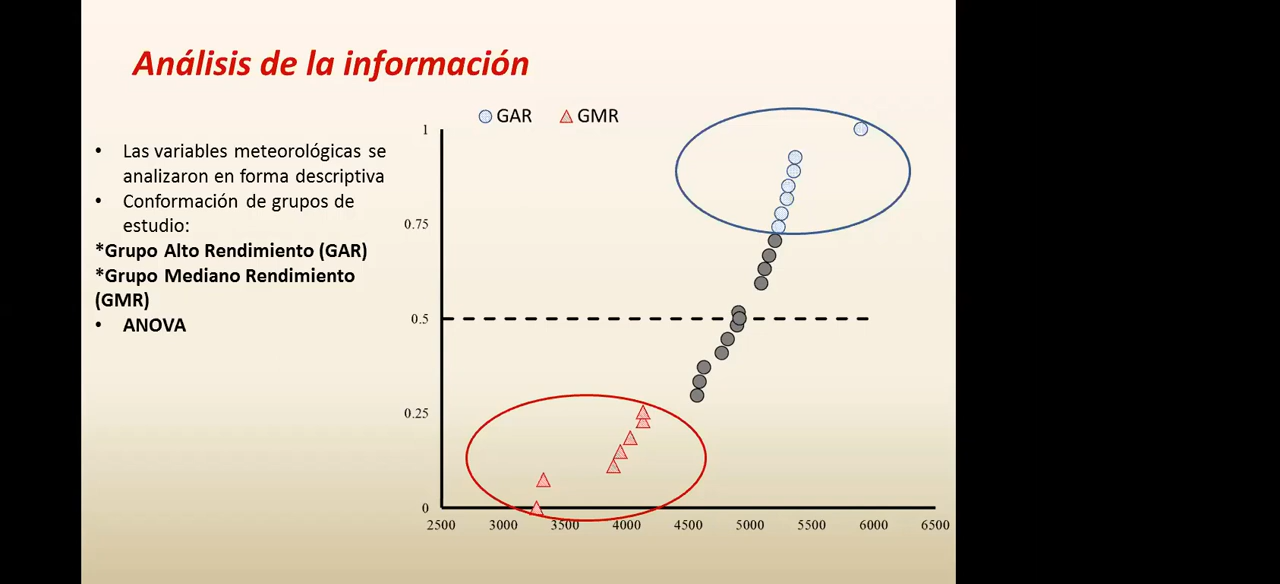 Análisis de la información
• Las variables meteorológicas se
analizaron en forma descriptiva
• Conformación de grupos de
estudio:
*Grupo Alto Rendimiento (GAR)
*Grupo Mediano Rendimiento
(GMR)
• ANOVA
GAR GMR
1
0.75
0.5
0.25
0
2500 3000 3500 4000 4500 5000 5500 6000 6500